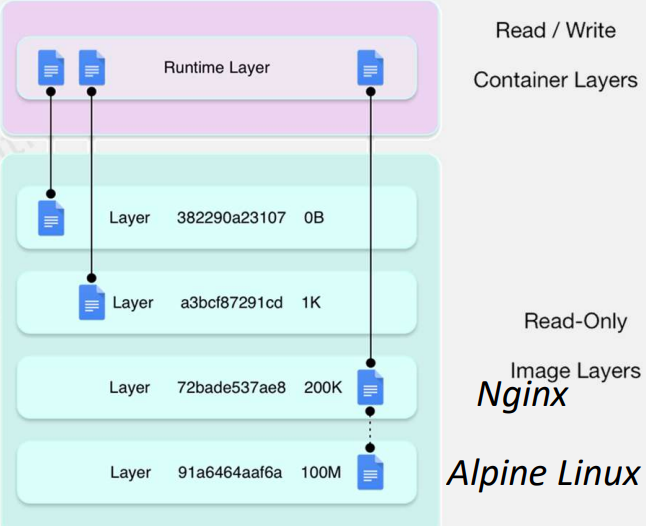 Read / Write
Container Layers
Runtime Layer
Layer 382290a23107 0B
Layer a3bcf87291cd 1K
Read-Only
Image Layers
Layer 72bade537ae8 200K
Nginx
Layer 91a6464aaf6a 100M
Alpine Linux